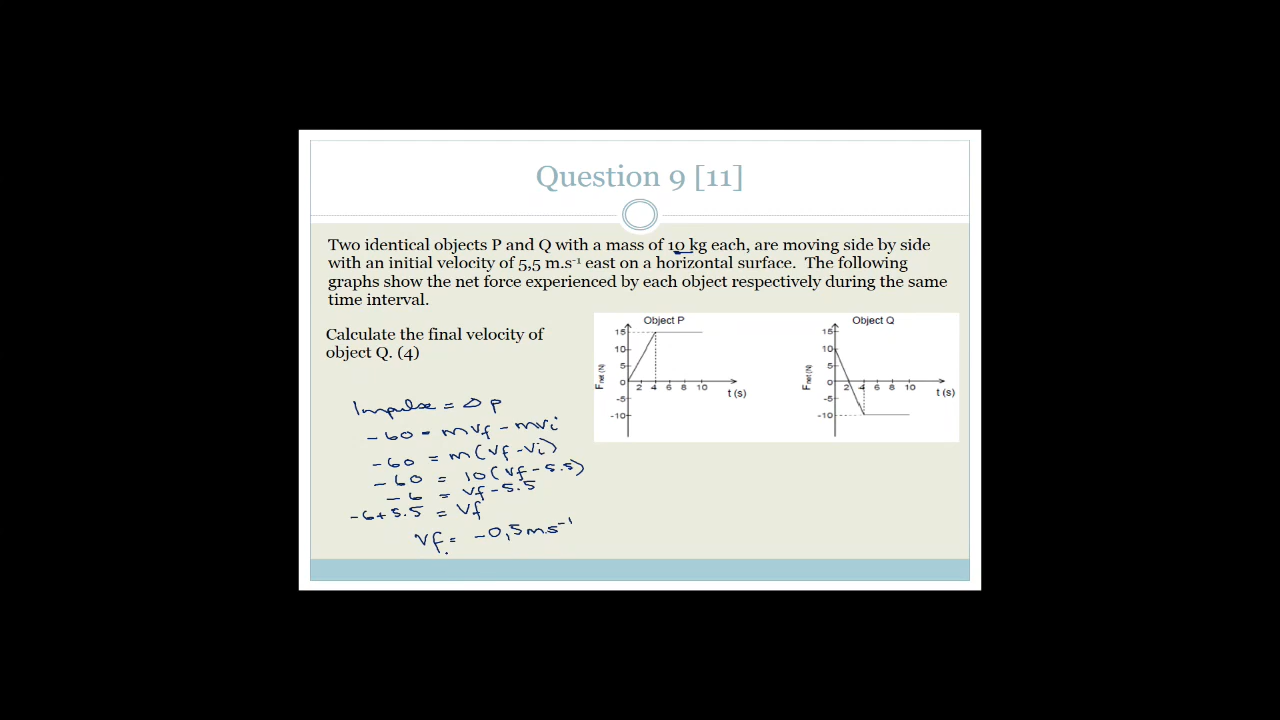 Question 9 [11]
Two identical objects P and Q with a mass of 10 kg each, are moving side by side
with an initial velocity of 5,5 m.s⁻¹ east on a horizontal surface. The following
graphs show the net force experienced by each object respectively during the same
time interval.
Calculate the final velocity of
object Q. (4)
Impulse = Δ p
-60 = mvf - mvi
-60 = m(vf - vi)
-60 = 10(vf - 5.5)
-6 = vf - 5.5
-6+5.5 = vf
vf = -0,5m.s⁻¹
Object P
15
10
5
0
-5
-10
Fnet (N)
2 4 6 8 10
t (s)
Object Q
15
10
5
0
-5
-10
Fnet (N)
2 4 6 8 10
t (s)